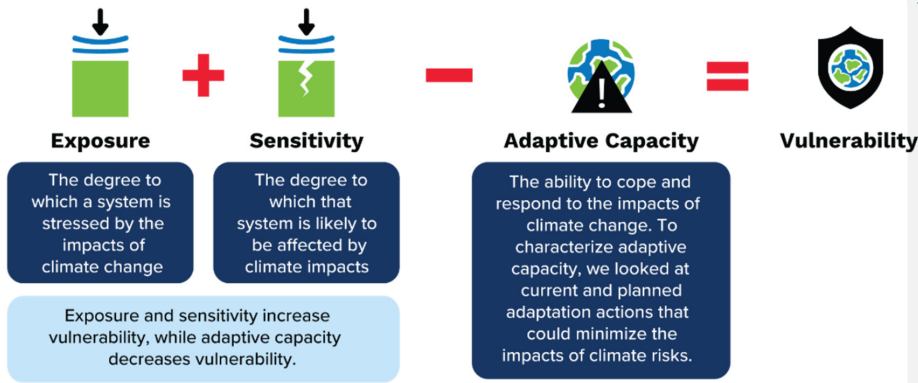 Exposure
Sensitivity
Adaptive Capacity
Vulnerability
The degree to
which a system is
stressed by the
impacts of
climate change
The degree to
which that
system is likely to
be affected by
climate impacts
The ability to cope and
respond to the impacts of
climate change. To
characterize adaptive
capacity, we looked at
current and planned
adaptation actions that
could minimize the
impacts of climate risks.
Exposure and sensitivity increase
vulnerability, while adaptive capacity
decreases vulnerability.